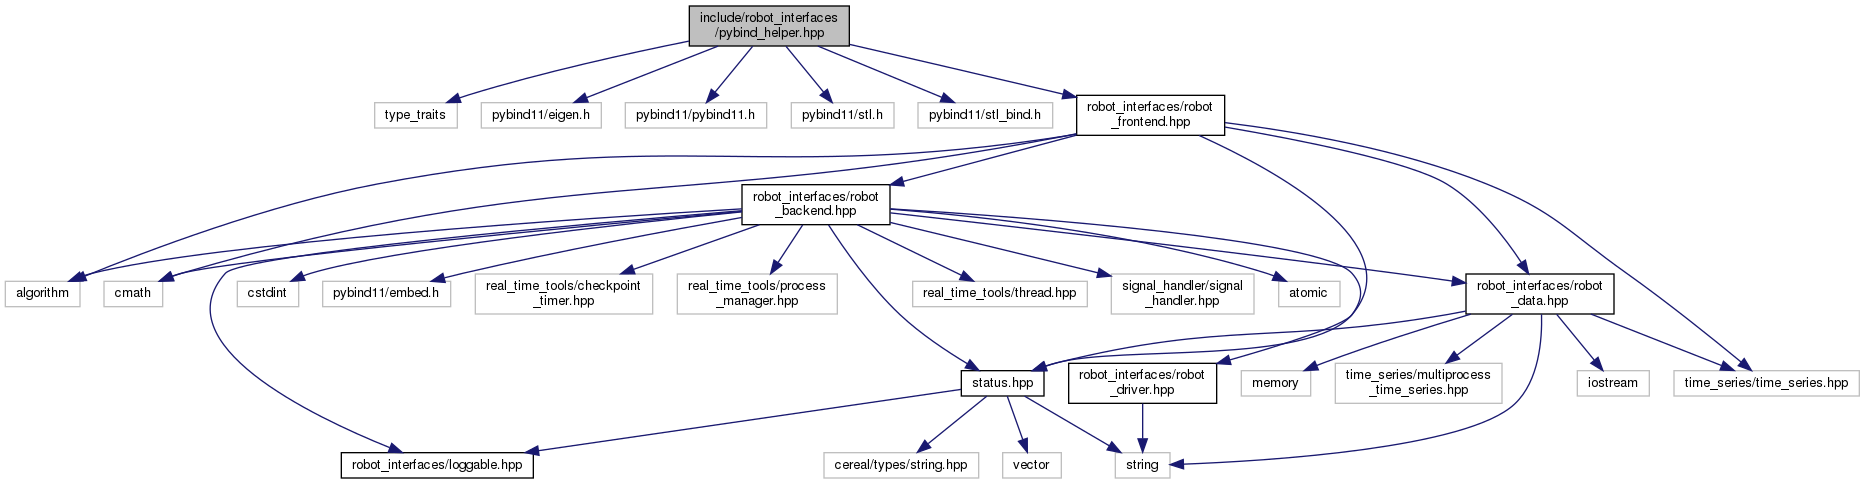 include/robot_interfaces
/pybind_helper.hpp
type_traits
pybind11/eigen.h
pybind11/pybind11.h
pybind11/stl.h
pybind11/stl_bind.h
robot_interfaces/robot
_frontend.hpp
robot_interfaces/robot
_backend.hpp
algorithm
cmath
cstdint
pybind11/embed.h
real_time_tools/checkpoint
_timer.hpp
real_time_tools/process
_manager.hpp
real_time_tools/thread.hpp
signal_handler/signal
_handler.hpp
atomic
robot_interfaces/robot
_data.hpp
status.hpp
robot_interfaces/robot
_driver.hpp
memory
time_series/multiprocess
_time_series.hpp
iostream
time_series/time_series.hpp
robot_interfaces/loggable.hpp
cereal/types/string.hpp
vector
string